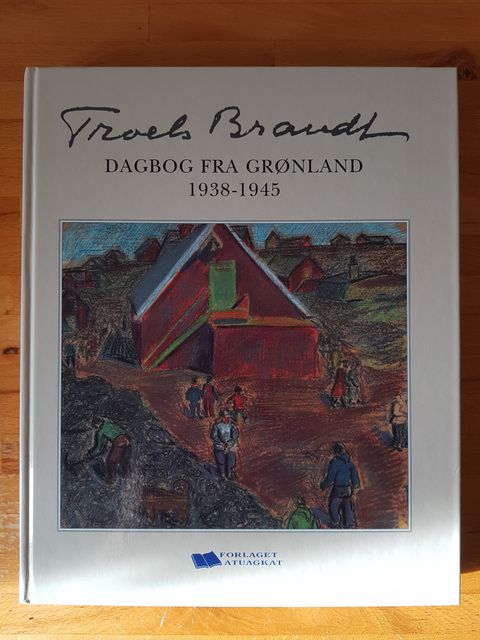 Troels Brandt
DAGBOG FRA GRØNLAND
1938-1945
FORLAGET
ATUAGKAT